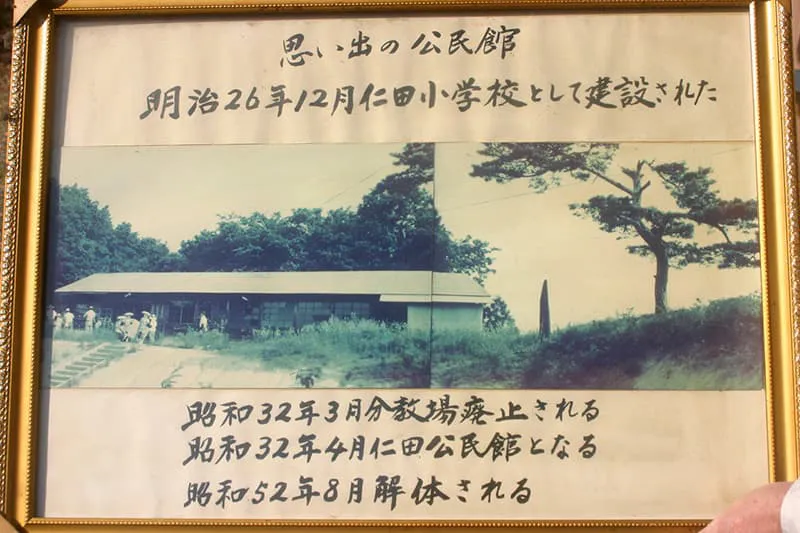 思い出の公民館
明治26年12月仁田小学校として建設された
昭和32年3月分教場廃止される
昭和32年4月仁田公民館となる
昭和52年8月解体される